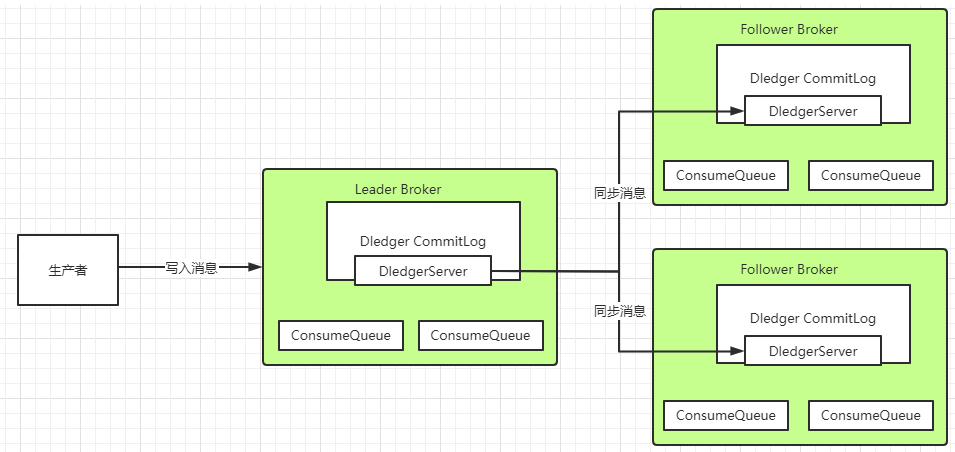 生产者
写入消息
Leader Broker
Dledger CommitLog
DledgerServer
ConsumeQueue
ConsumeQueue
同步消息
同步消息
Follower Broker
Dledger CommitLog
DledgerServer
ConsumeQueue
ConsumeQueue
Follower Broker
Dledger CommitLog
DledgerServer
ConsumeQueue
ConsumeQueue